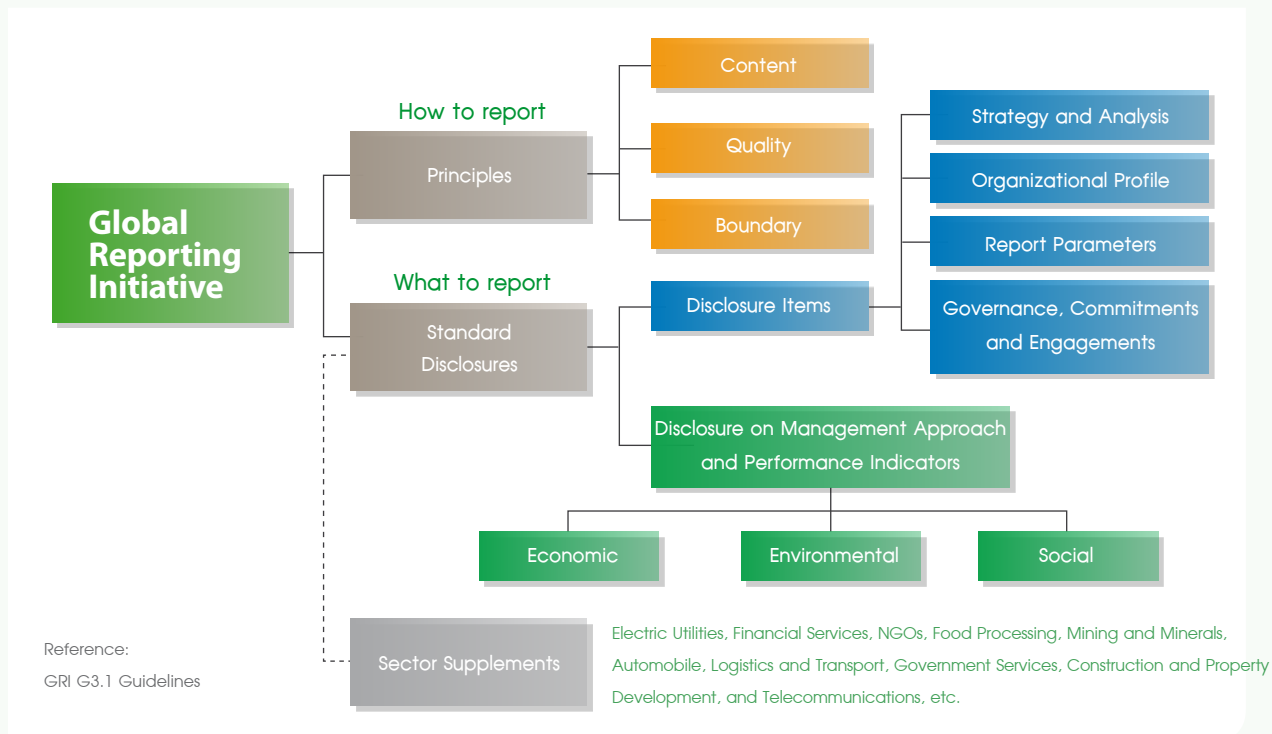 Global
Reporting
Initiative
How to report
Principles
Content
Quality
Boundary
What to report
Standard
Disclosures
Disclosure Items
Strategy and Analysis
Organizational Profile
Report Parameters
Governance, Commitments
and Engagements
Disclosure on Management Approach
and Performance Indicators
Economic
Environmental
Social
Sector Supplements
Electric Utilities, Financial Services, NGOs, Food Processing, Mining and Minerals,
Automobile, Logistics and Transport, Government Services, Construction and Property
Development, and Telecommunications, etc.
Reference:
GRI G3.1 Guidelines